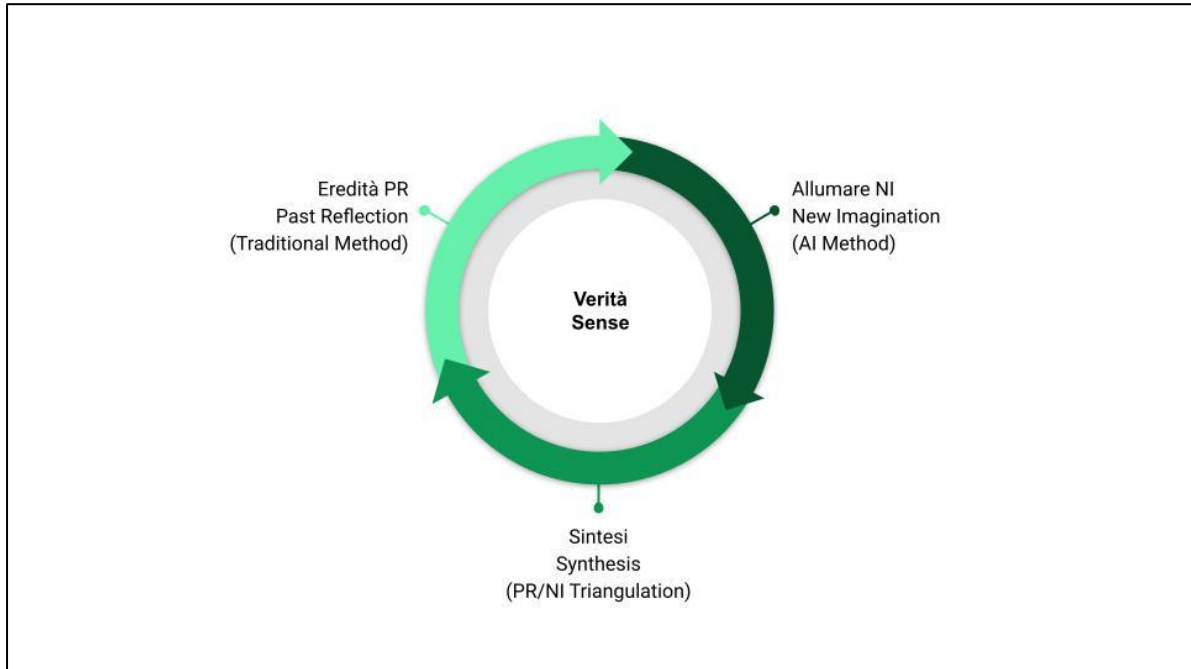 Eredità PR
Past Reflection
(Traditional Method)
Allumare NI
New Imagination
(AI Method)
Verità
Sense
Sintesi
Synthesis
(PR/NI Triangulation)